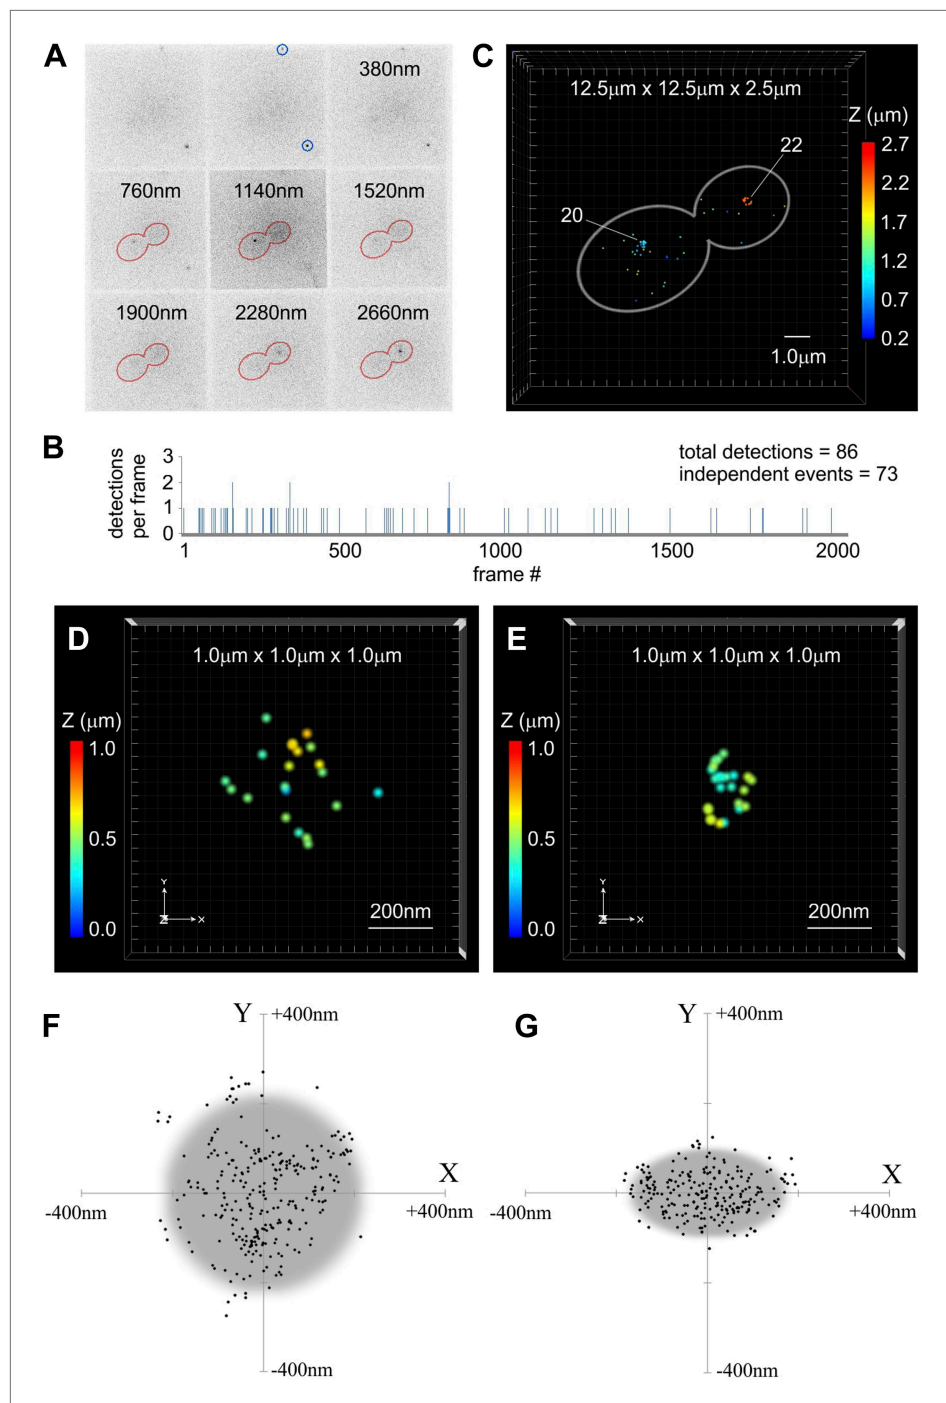 A
380nm
760nm
1140nm
1520nm
1900nm
2280nm
2660nm
C
12.5μm x 12.5μm x 2.5μm
Z (μm)
2.7
2.2
1.7
1.2
0.7
0.2
22
20
1.0μm
B
detections
per frame
3
2
1
0
total detections = 86
independent events = 73
1
500
1000
1500
2000
frame #
D
1.0μm x 1.0μm x 1.0μm
Z (μm)
1.0
0.5
0.0
Y
Z
X
200nm
E
1.0μm x 1.0μm x 1.0μm
Z (μm)
1.0
0.5
0.0
Y
Z
X
200nm
F
Y
+400nm
X
-400nm
+400nm
-400nm
G
Y
+400nm
X
-400nm
+400nm
-400nm